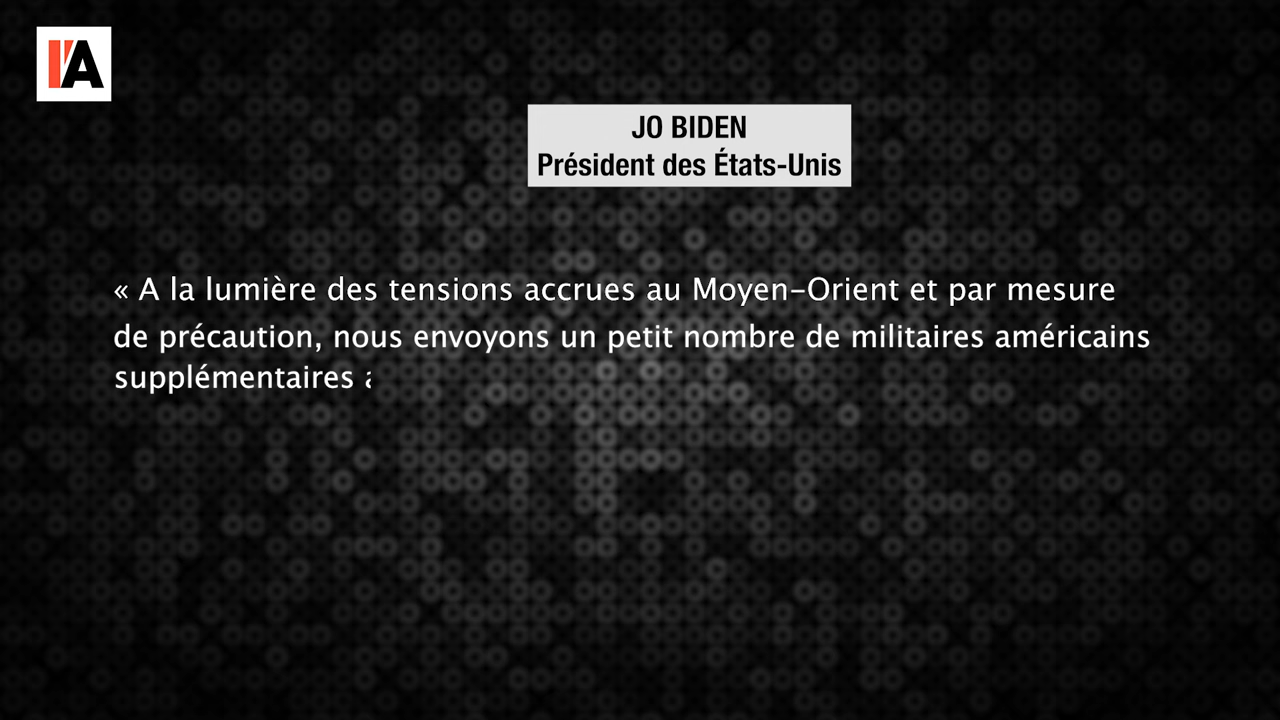 l'A
JO BIDEN
Président des États-Unis
« A la lumière des tensions accrues au Moyen-Orient et par mesure
de précaution, nous envoyons un petit nombre de militaires américains
supplémentaires